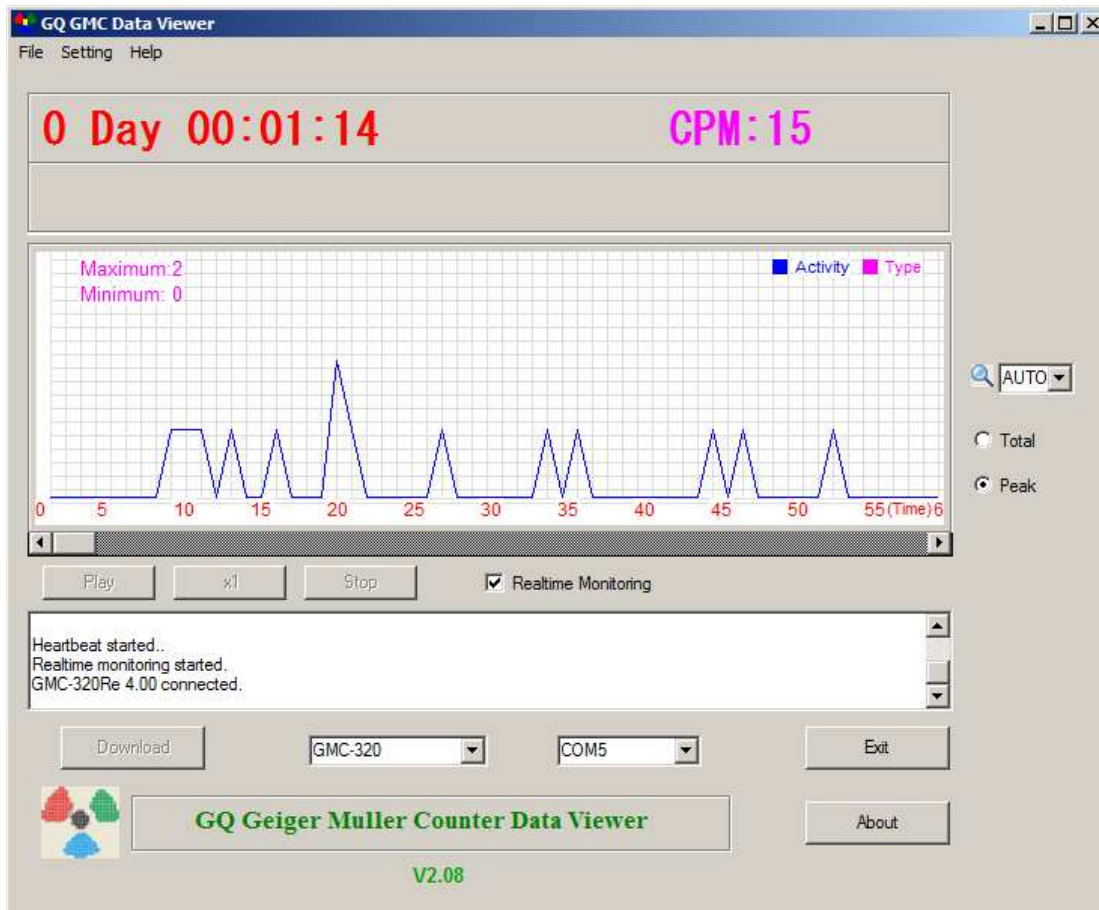 GQ GMC Data Viewer
File Setting Help
0 Day 00:01:14 CPM:15
Maximum:2
Minimum: 0
Activity Type
AUTO
Total
Peak
0 5 10 15 20 25 30 35 40 45 50 55 (Time) 6
Play x1 Stop Realtime Monitoring
Heartbeat started..
Realtime monitoring started.
GMC-320Re 4.00 connected.
Download GMC-320 COM5 Exit
GQ Geiger Muller Counter Data Viewer
About
V2.08